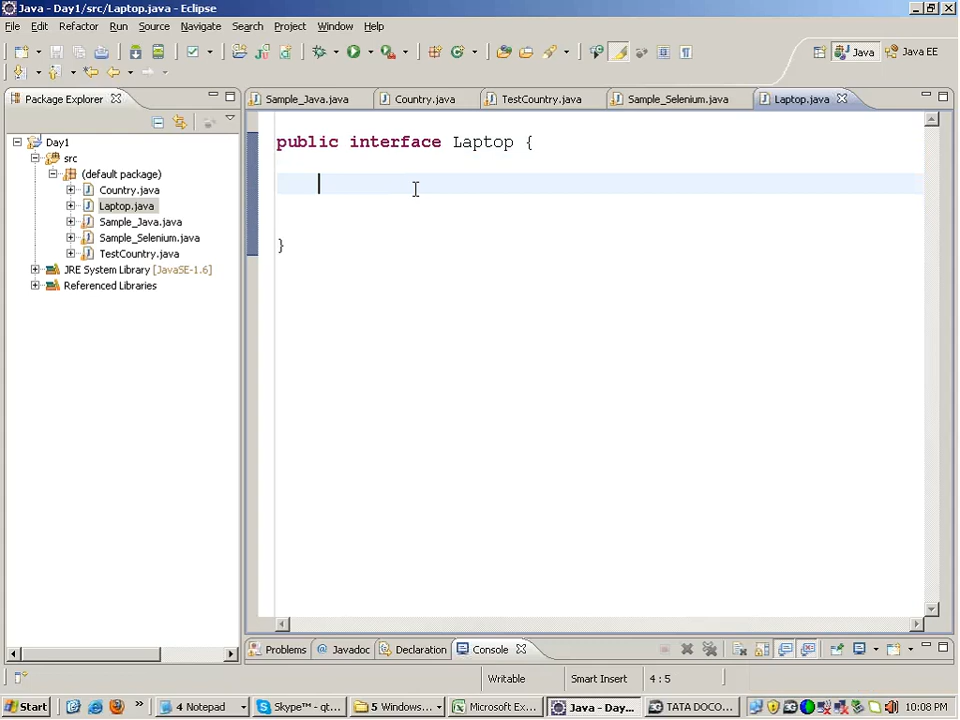 Java - Day1/src/Laptop.java - Eclipse
File Edit Refactor Run Source Navigate Search Project Run Window Help
Java Java EE
Package Explorer
Sample_Java.java Country.java TestCountry.java Sample_Selenium.java Laptop.java
Day1
src
(default package)
Country.java
Laptop.java
Sample_Java.java
Sample_Selenium.java
TestCountry.java
JRE System Library [JavaSE-1.6]
Referenced Libraries
public interface Laptop {
}
Problems @ Javadoc Declaration Console
Writable Smart Insert 4 : 5
Start » 4 Notepad Skype™ - qt... 5 Windows... Microsoft Ex... Java - Day... TATA DOCO... 10:08 PM